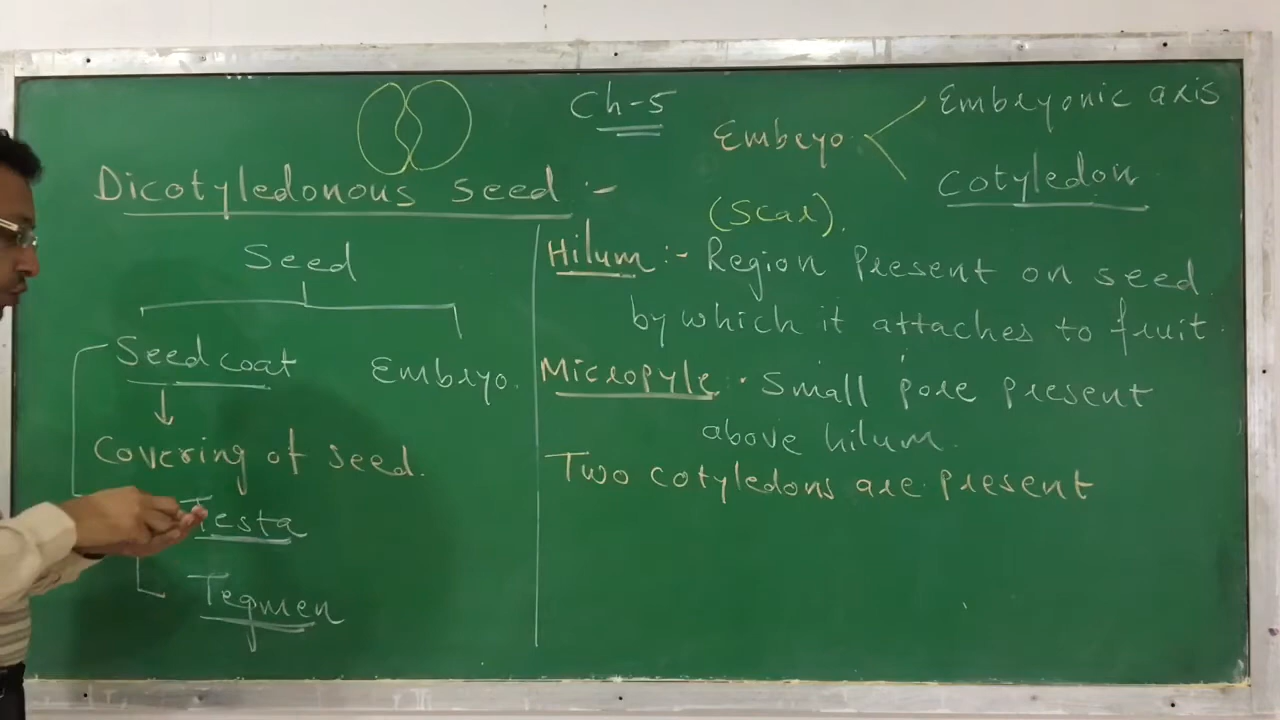 Ch-5
Embryo
Embryonic axis
Cotyledon
Dicotyledonous seed :-
Seed
Seed coat
Embryo.
Covering of seed.
Testa
Tegmen
(Scar).
Hilum :- Region Present on seed
by which it attaches to fruit.
Micropyle . Small pore present
above hilum.
Two cotyledons are present